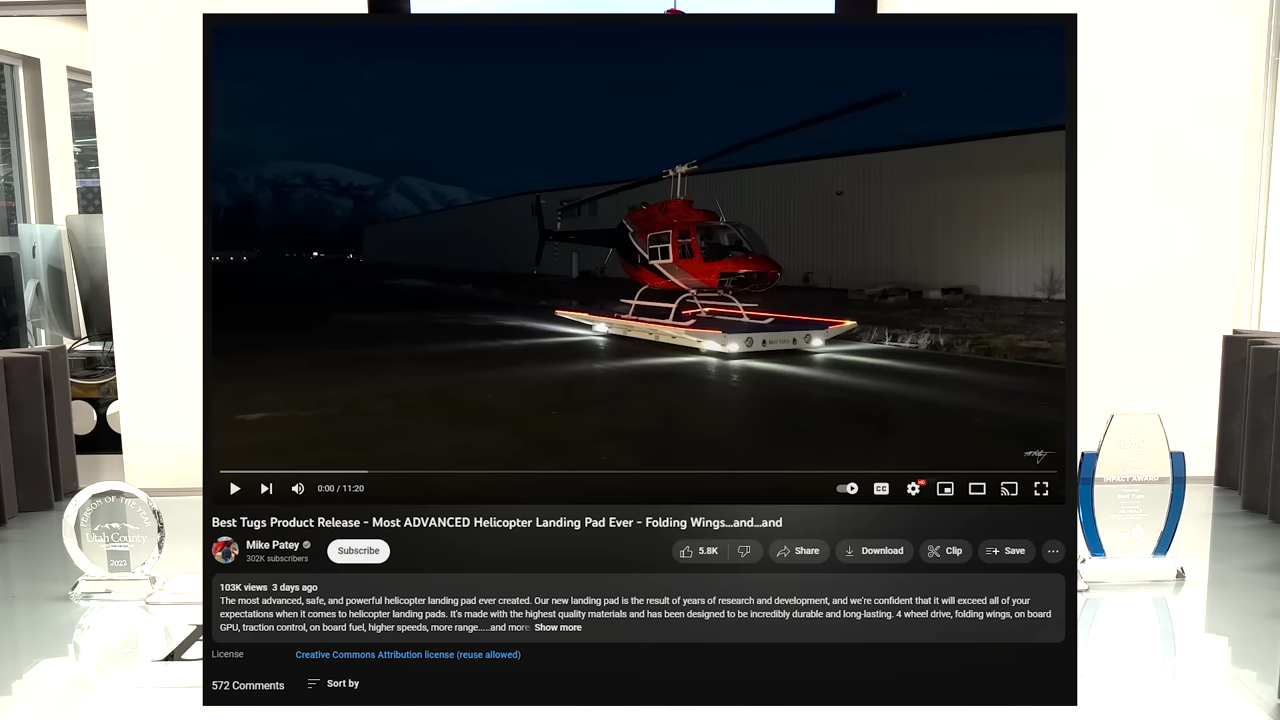 BEST TUGS
0:00 / 11:20
CC
HD
Best Tugs Product Release - Most ADVANCED Helicopter Landing Pad Ever - Folding Wings...and...and
Mike Patey
302K subscribers
Subscribe
5.8K
Share
Download
Clip
Save
103K views 3 days ago
The most advanced, safe, and powerful helicopter landing pad ever created. Our new landing pad is the result of years of research and development, and we're confident that it will exceed all of your
expectations when it comes to helicopter landing pads. It's made with the highest quality materials and has been designed to be incredibly durable and long-lasting. 4 wheel drive, folding wings, on board
GPU, traction control, on board fuel, higher speeds, more range.....and more. Show more
License
Creative Commons Attribution license (reuse allowed)
572 Comments
Sort by
PERSON OF THE YEAR
Utah County
2022
IMPACT AWARD
Best Tugs